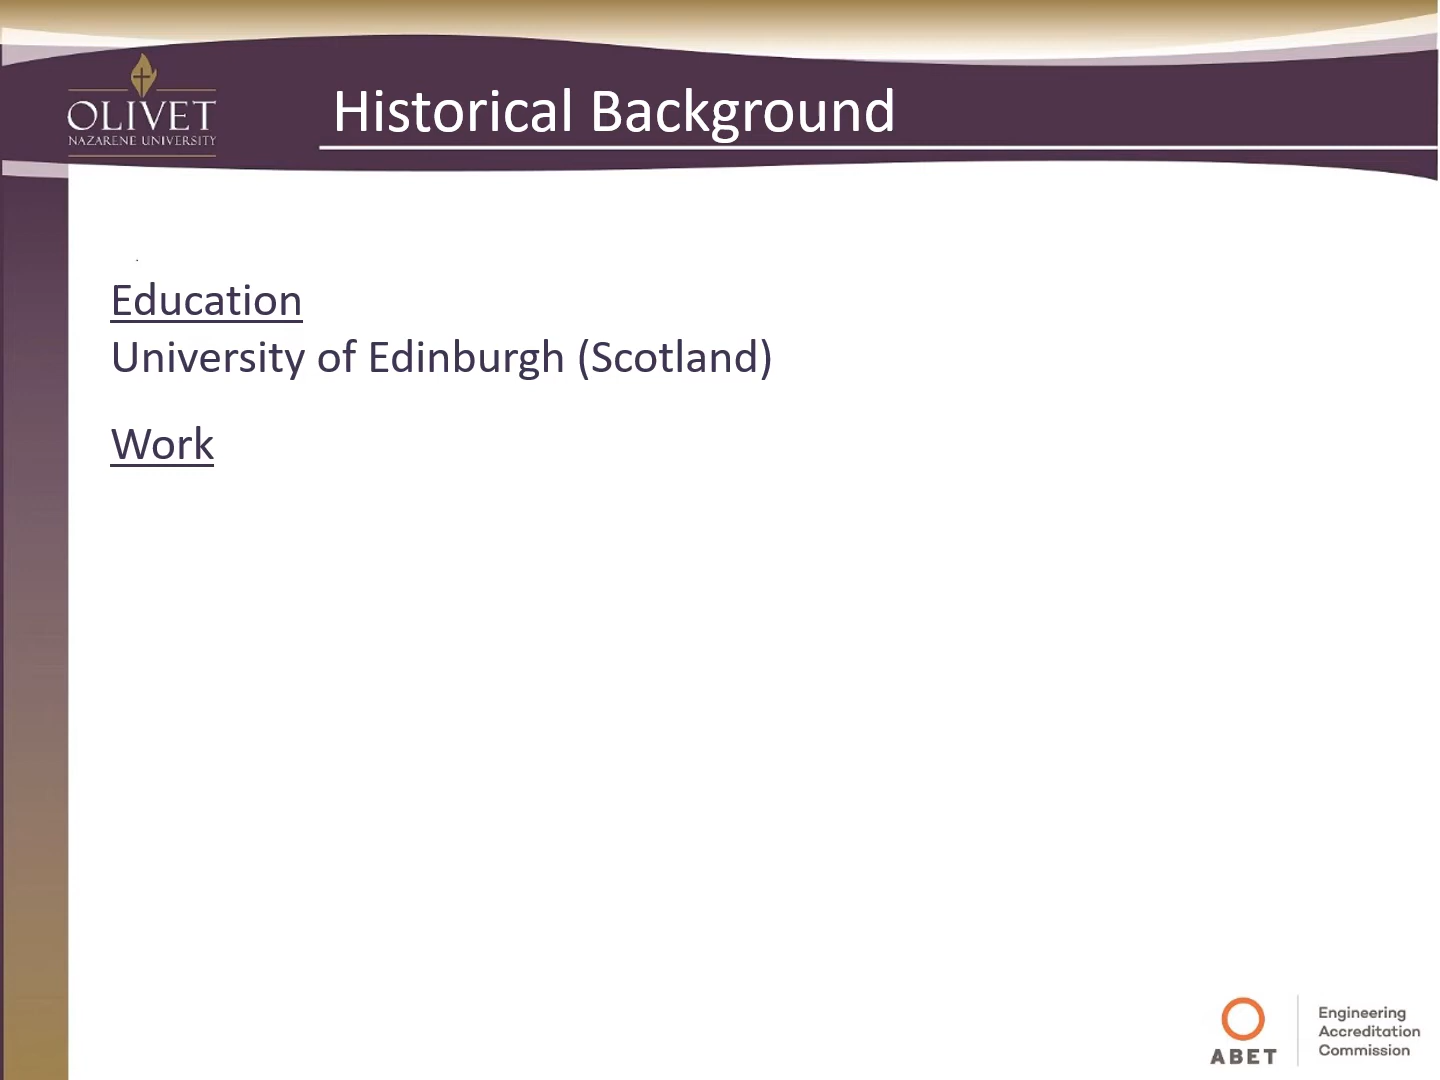 OLIVET
NAZARENE UNIVERSITY
Historical Background
Education
University of Edinburgh (Scotland)
Work
ABET
Engineering
Accreditation
Commission